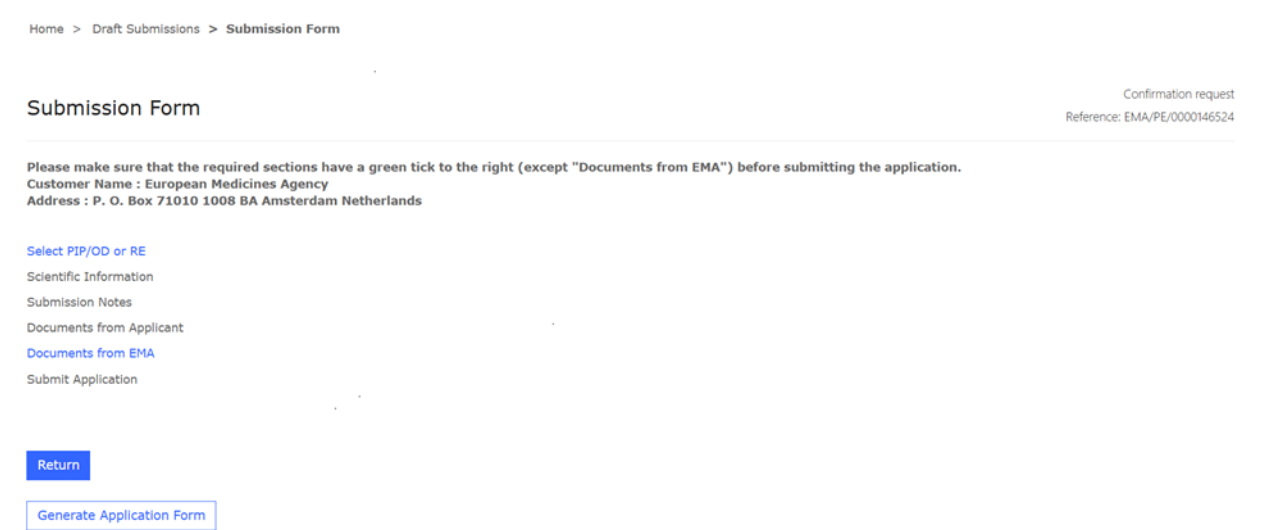 Home > Draft Submissions > Submission Form
Submission Form
Confirmation request
Reference: EMA/PE/0000146524
Please make sure that the required sections have a green tick to the right (except "Documents from EMA") before submitting the application.
Customer Name : European Medicines Agency
Address : P. O. Box 71010 1008 BA Amsterdam Netherlands
Select PIP/OD or RE
Scientific Information
Submission Notes
Documents from Applicant
Documents from EMA
Submit Application
Return
Generate Application Form